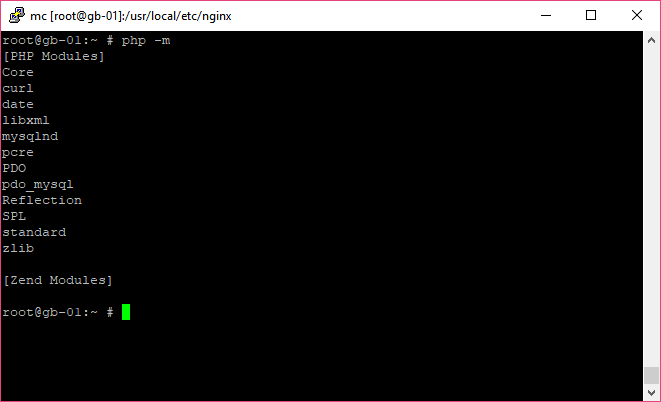 mc [root@gb-01]:/usr/local/etc/nginx
root@gb-01:~ # php -m
[PHP Modules]
Core
curl
date
libxml
mysqlnd
pcre
PDO
pdo_mysql
Reflection
SPL
standard
zlib
[Zend Modules]
root@gb-01:~ #